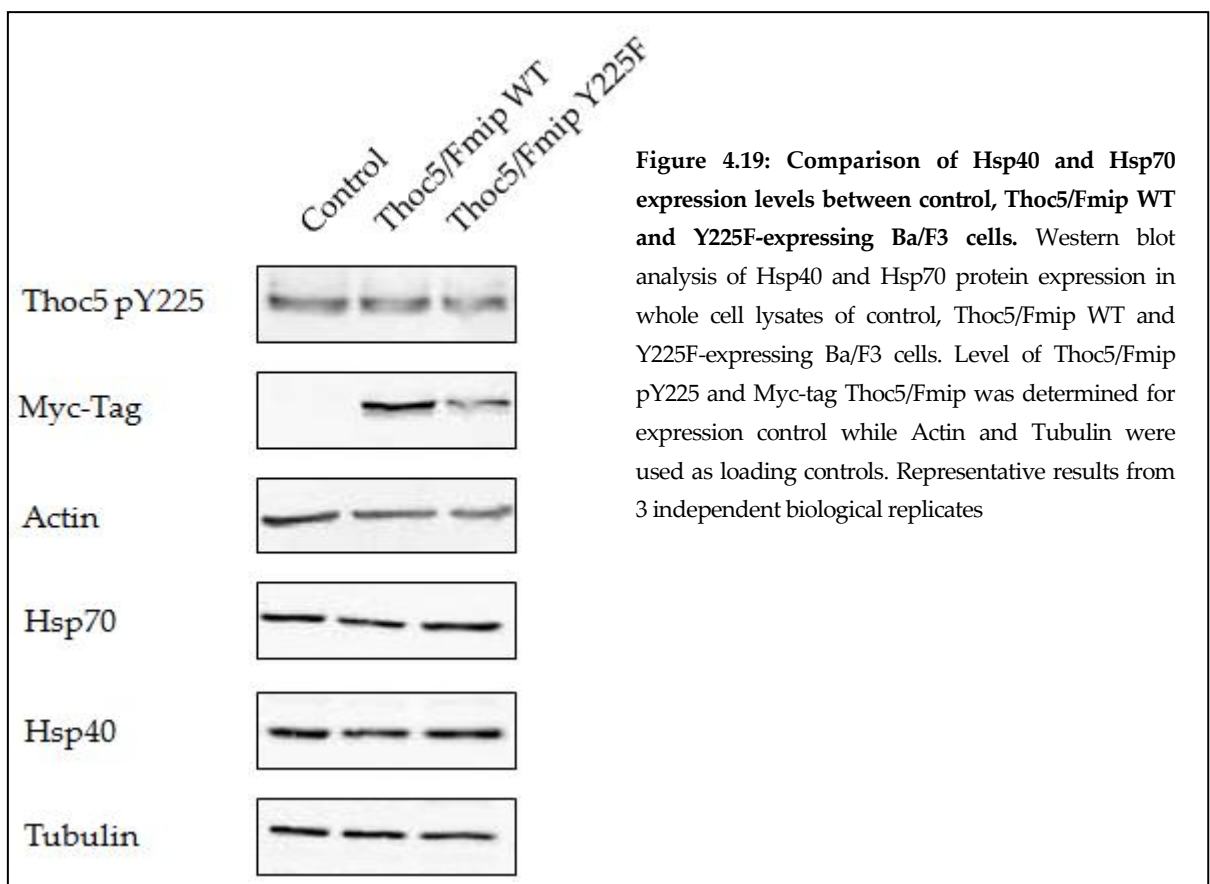 Control
Thoc5/Fmip WT
Thoc5/Fmip Y225F
Thoc5 pY225
Myc-Tag
Actin
Hsp70
Hsp40
Tubulin
Figure 4.19: Comparison of Hsp40 and Hsp70
expression levels between control, Thoc5/Fmip WT
and Y225F-expressing Ba/F3 cells. Western blot
analysis of Hsp40 and Hsp70 protein expression in
whole cell lysates of control, Thoc5/Fmip WT and
Y225F-expressing Ba/F3 cells. Level of Thoc5/Fmip
pY225 and Myc-tag Thoc5/Fmip was determined for
expression control while Actin and Tubulin were
used as loading controls. Representative results from
3 independent biological replicates